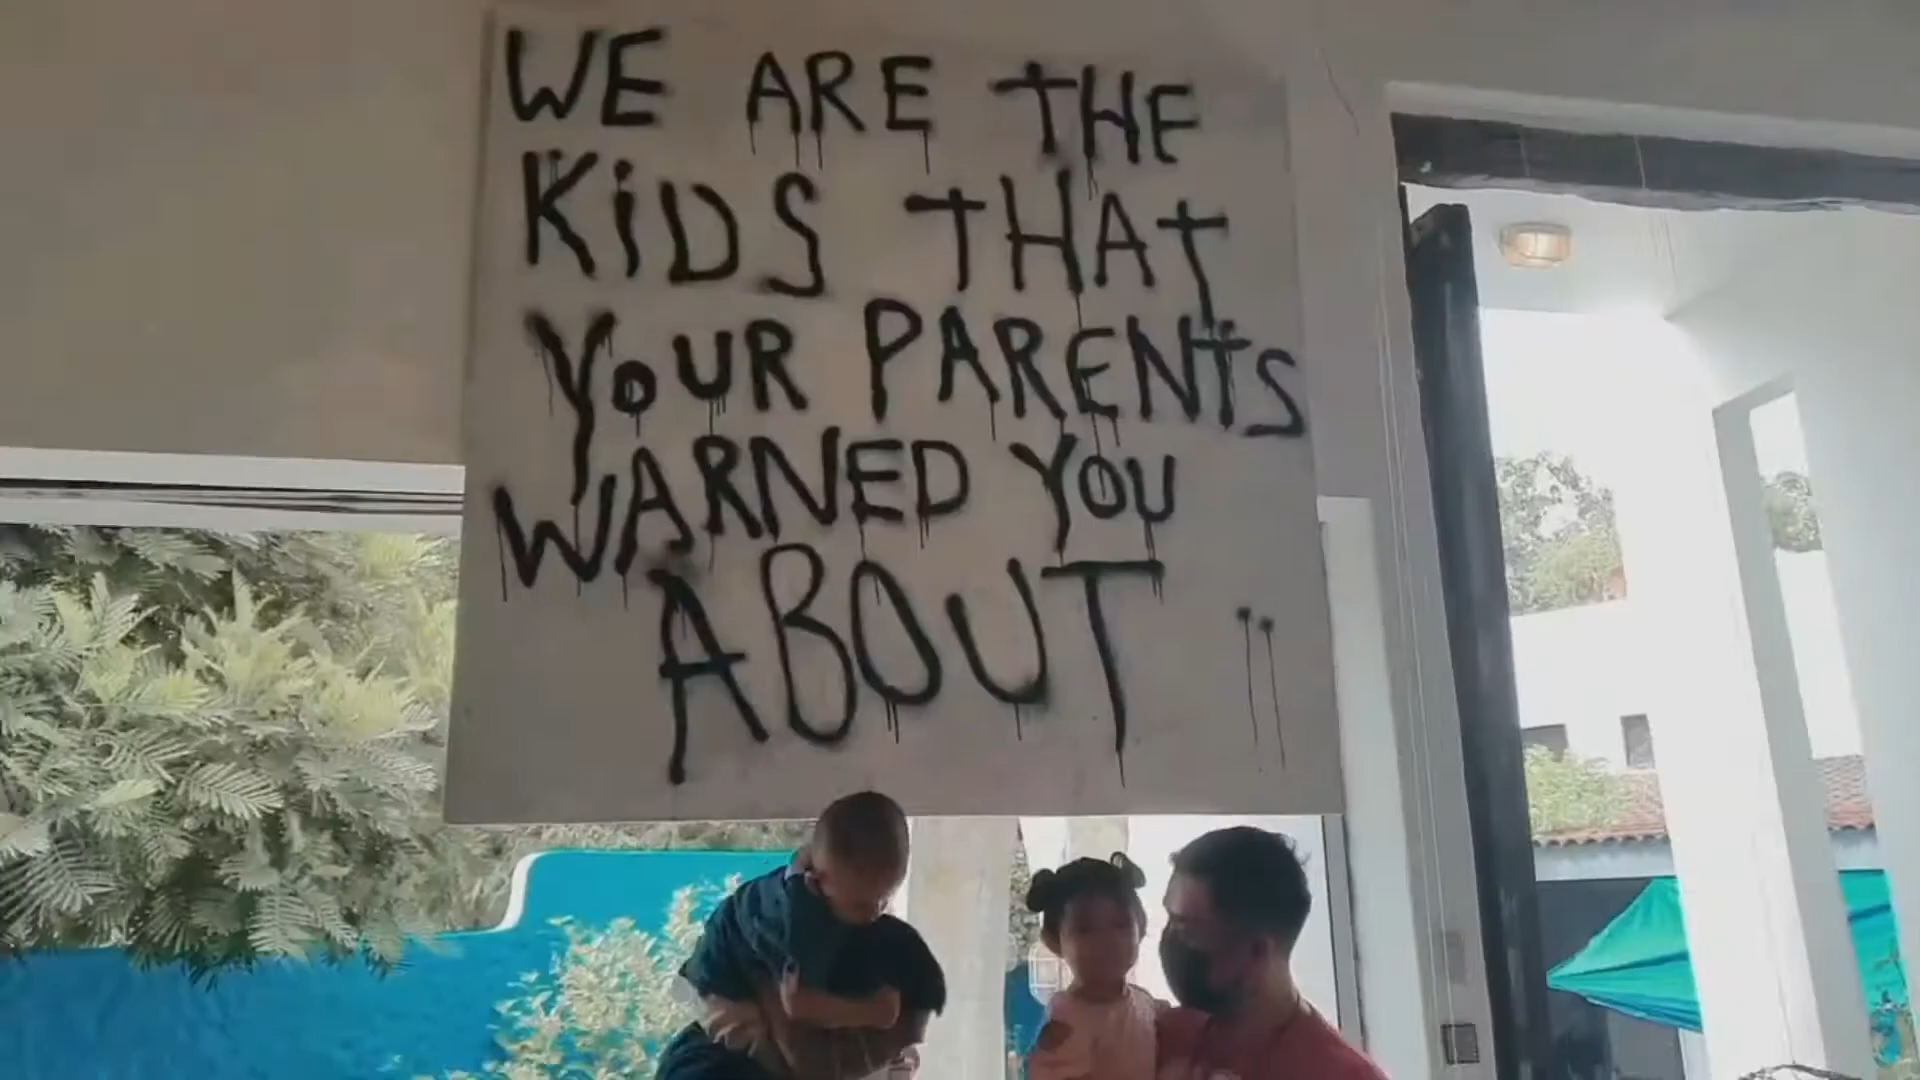 WE ARE THE
KiDS THAT
YoUR PARENTS
WARNED YOU
ABOUT ..